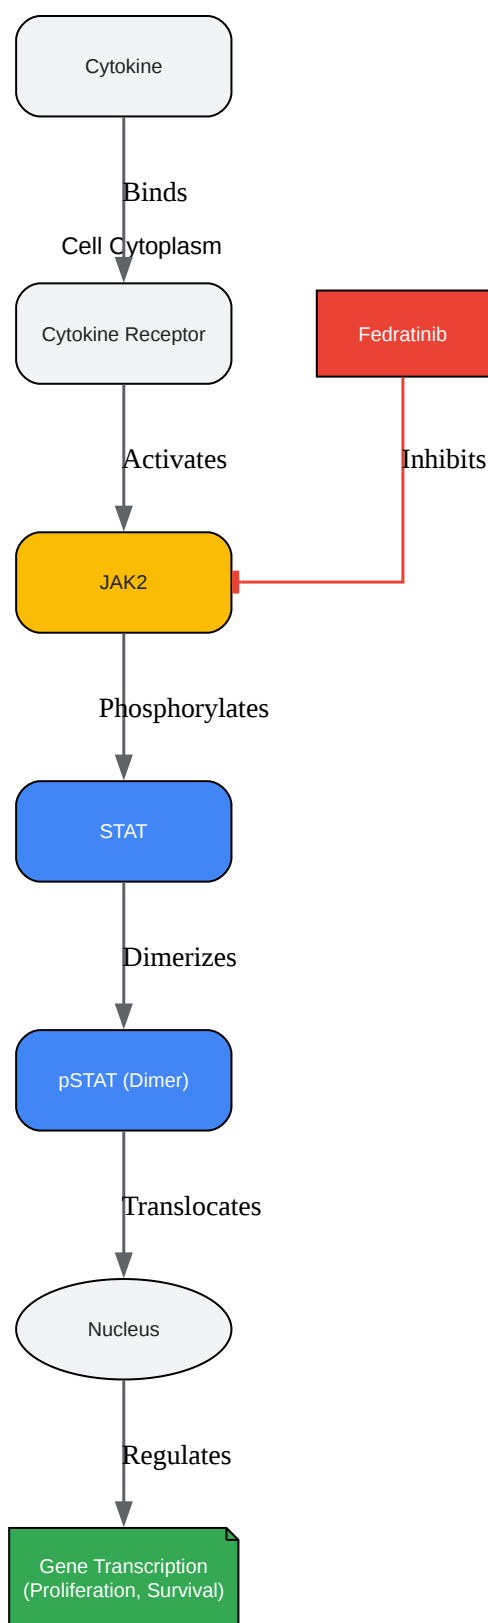 Cytokine
Binds
Cell Cytoplasm
Cytokine Receptor
Fedratinib
Activates
Inhibits
JAK2
Phosphorylates
STAT
Dimerizes
pSTAT (Dimer)
Translocates
Nucleus
Regulates
Gene Transcription
(Proliferation, Survival)